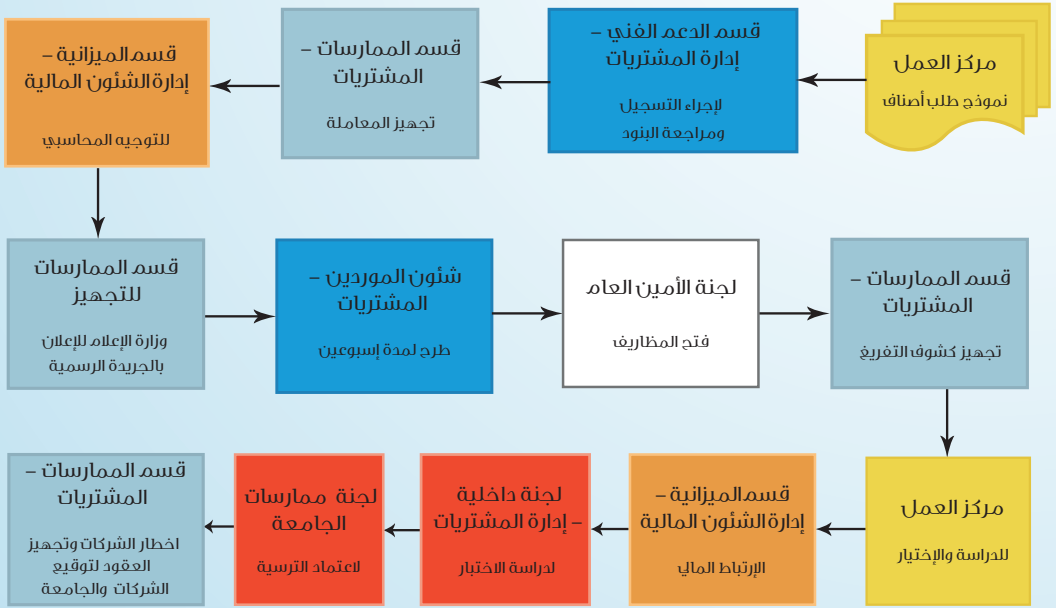 مركز العمل
نموذج طلب أصناف
قسم الدعم الفني –
إدارة المشتريات
لإجراء التسجيل
ومراجعة البنود
قسم الممارسات –
المشتريات
تجهيز المعاملة
قسم الميزانية –
إدارة الشئون المالية
للتوجيه المحاسبي
قسم الممارسات
للتجهيز
وزارة الإعلام للإعلان
بالجريدة الرسمية
شئون الموردين –
المشتريات
طرح لمدة إسبوعين
لجنة الأمين العام
فتح المظاريف
قسم الممارسات –
المشتريات
تجهيز كشوف التفريغ
مركز العمل
للدراسة والإختيار
قسم الميزانية –
إدارة الشئون المالية
الإرتباط المالي
لجنة داخلية
– إدارة المشتريات
لدراسة الاختبار
لجنة ممارسات
الجامعة
لاعتماد الترسية
قسم الممارسات –
المشتريات
اخطار الشركات وتجهيز
العقود لتوقيع
الشركات والجامعة